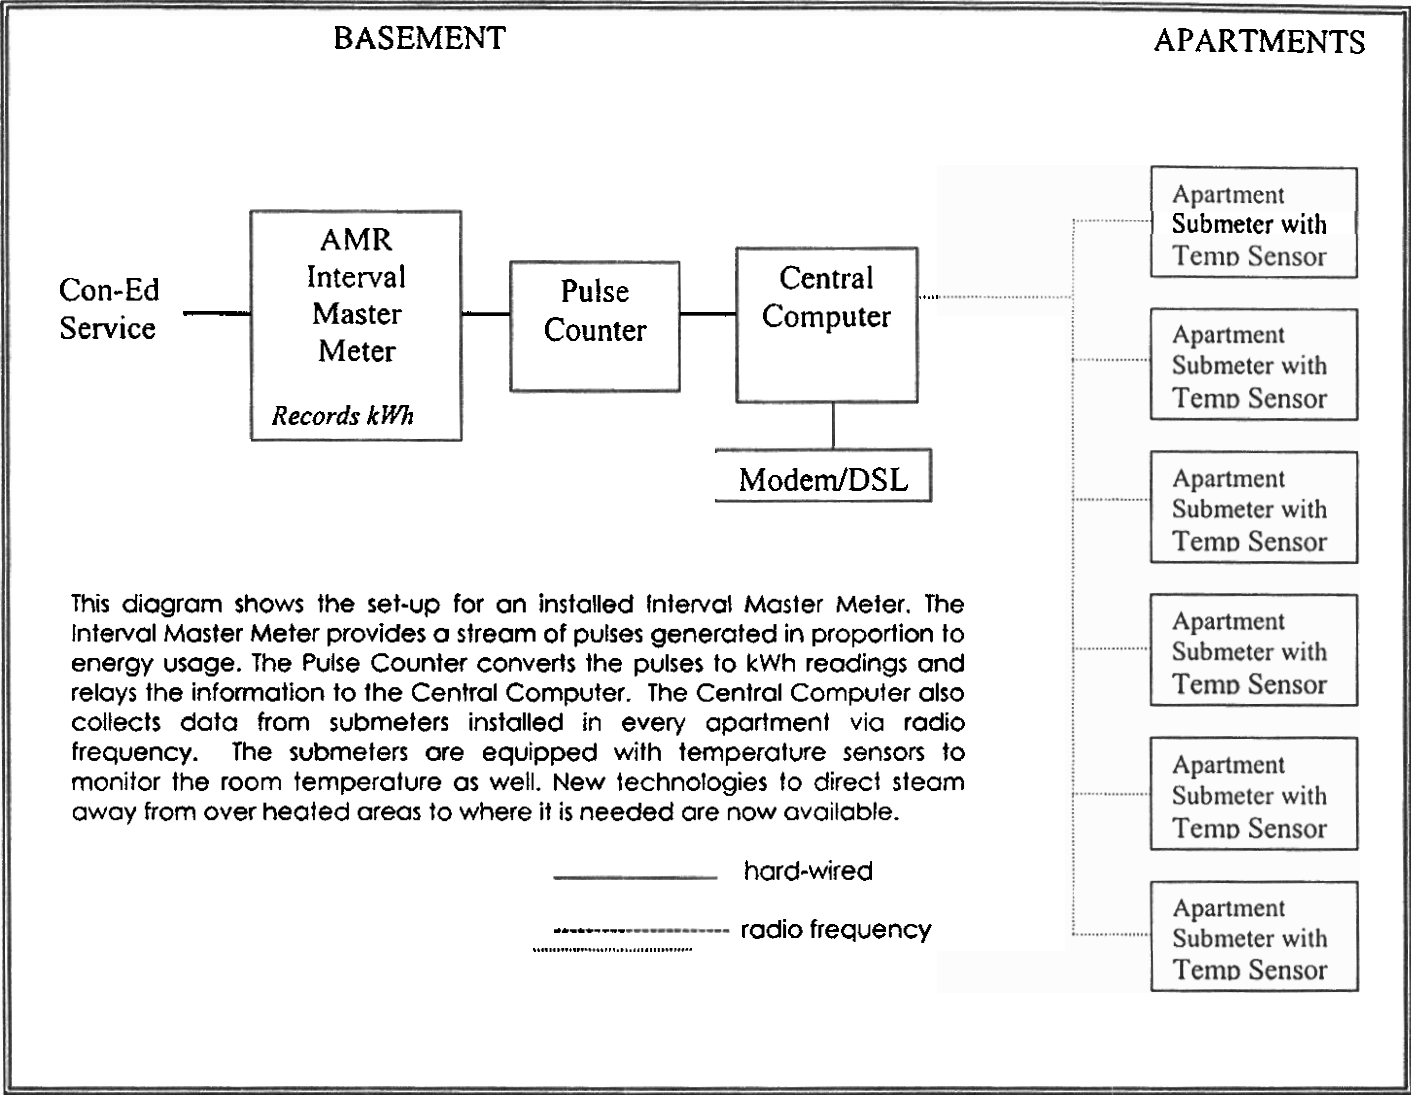 BASEMENT
APARTMENTS
Con-Ed
Service
AMR
Interval
Master
Meter
Records kWh
Pulse
Counter
Central
Computer
Modem/DSL
Apartment
Submeter with
Temp Sensor
Apartment
Submeter with
Temp Sensor
Apartment
Submeter with
Temp Sensor
Apartment
Submeter with
Temp Sensor
Apartment
Submeter with
Temp Sensor
Apartment
Submeter with
Temp Sensor
This diagram shows the set-up for an installed Interval Master Meter. The
Interval Master Meter provides a stream of pulses generated in proportion to
energy usage. The Pulse Counter converts the pulses to kWh readings and
relays the information to the Central Computer. The Central Computer also
collects data from submeters installed in every apartment via radio
frequency. The submeters are equipped with temperature sensors to
monitor the room temperature as well. New technologies to direct steam
away from over heated areas to where it is needed are now available.
hard-wired
radio frequency